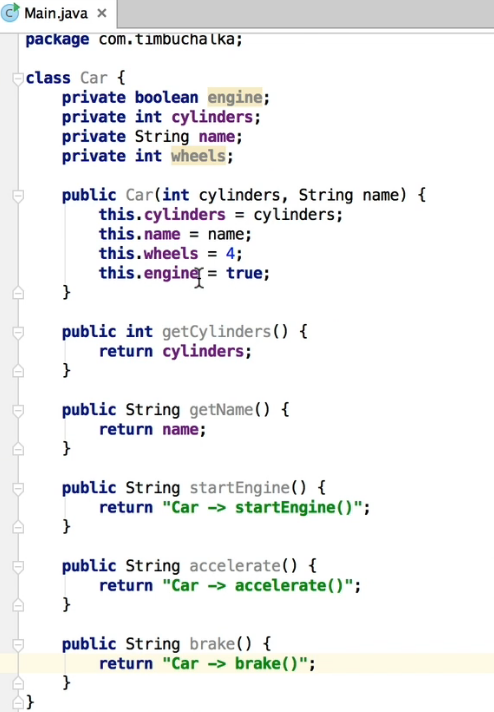 Main.java ×
package com.timbuchalka;
class Car {
    private boolean engine;
    private int cylinders;
    private String name;
    private int wheels;
    public Car(int cylinders, String name) {
        this.cylinders = cylinders;
        this.name = name;
        this.wheels = 4;
        this.engine = true;
    }
    public int getCylinders() {
        return cylinders;
    }
    public String getName() {
        return name;
    }
    public String startEngine() {
        return "Car -> startEngine()";
    }
    public String accelerate() {
        return "Car -> accelerate()";
    }
    public String brake() {
        return "Car -> brake()";
    }
}